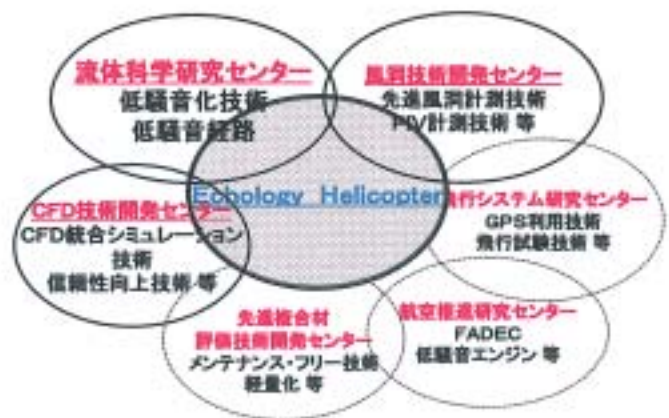 流体科学研究センター
低騒音化技術
低騒音経路
風洞技術開発センター
先進風洞計測技術
PIV計測技術 等
Echology Helicopter
飛行システム研究センター
GPS利用技術
飛行試験技術 等
CFD技術開発センター
CFD統合シミュレーション
技術
信頼性向上技術 等
先進複合材
評価技術開発センター
メンテナンス・フリー技術
軽量化 等
航空推進研究センター
FADEC
低騒音エンジン 等